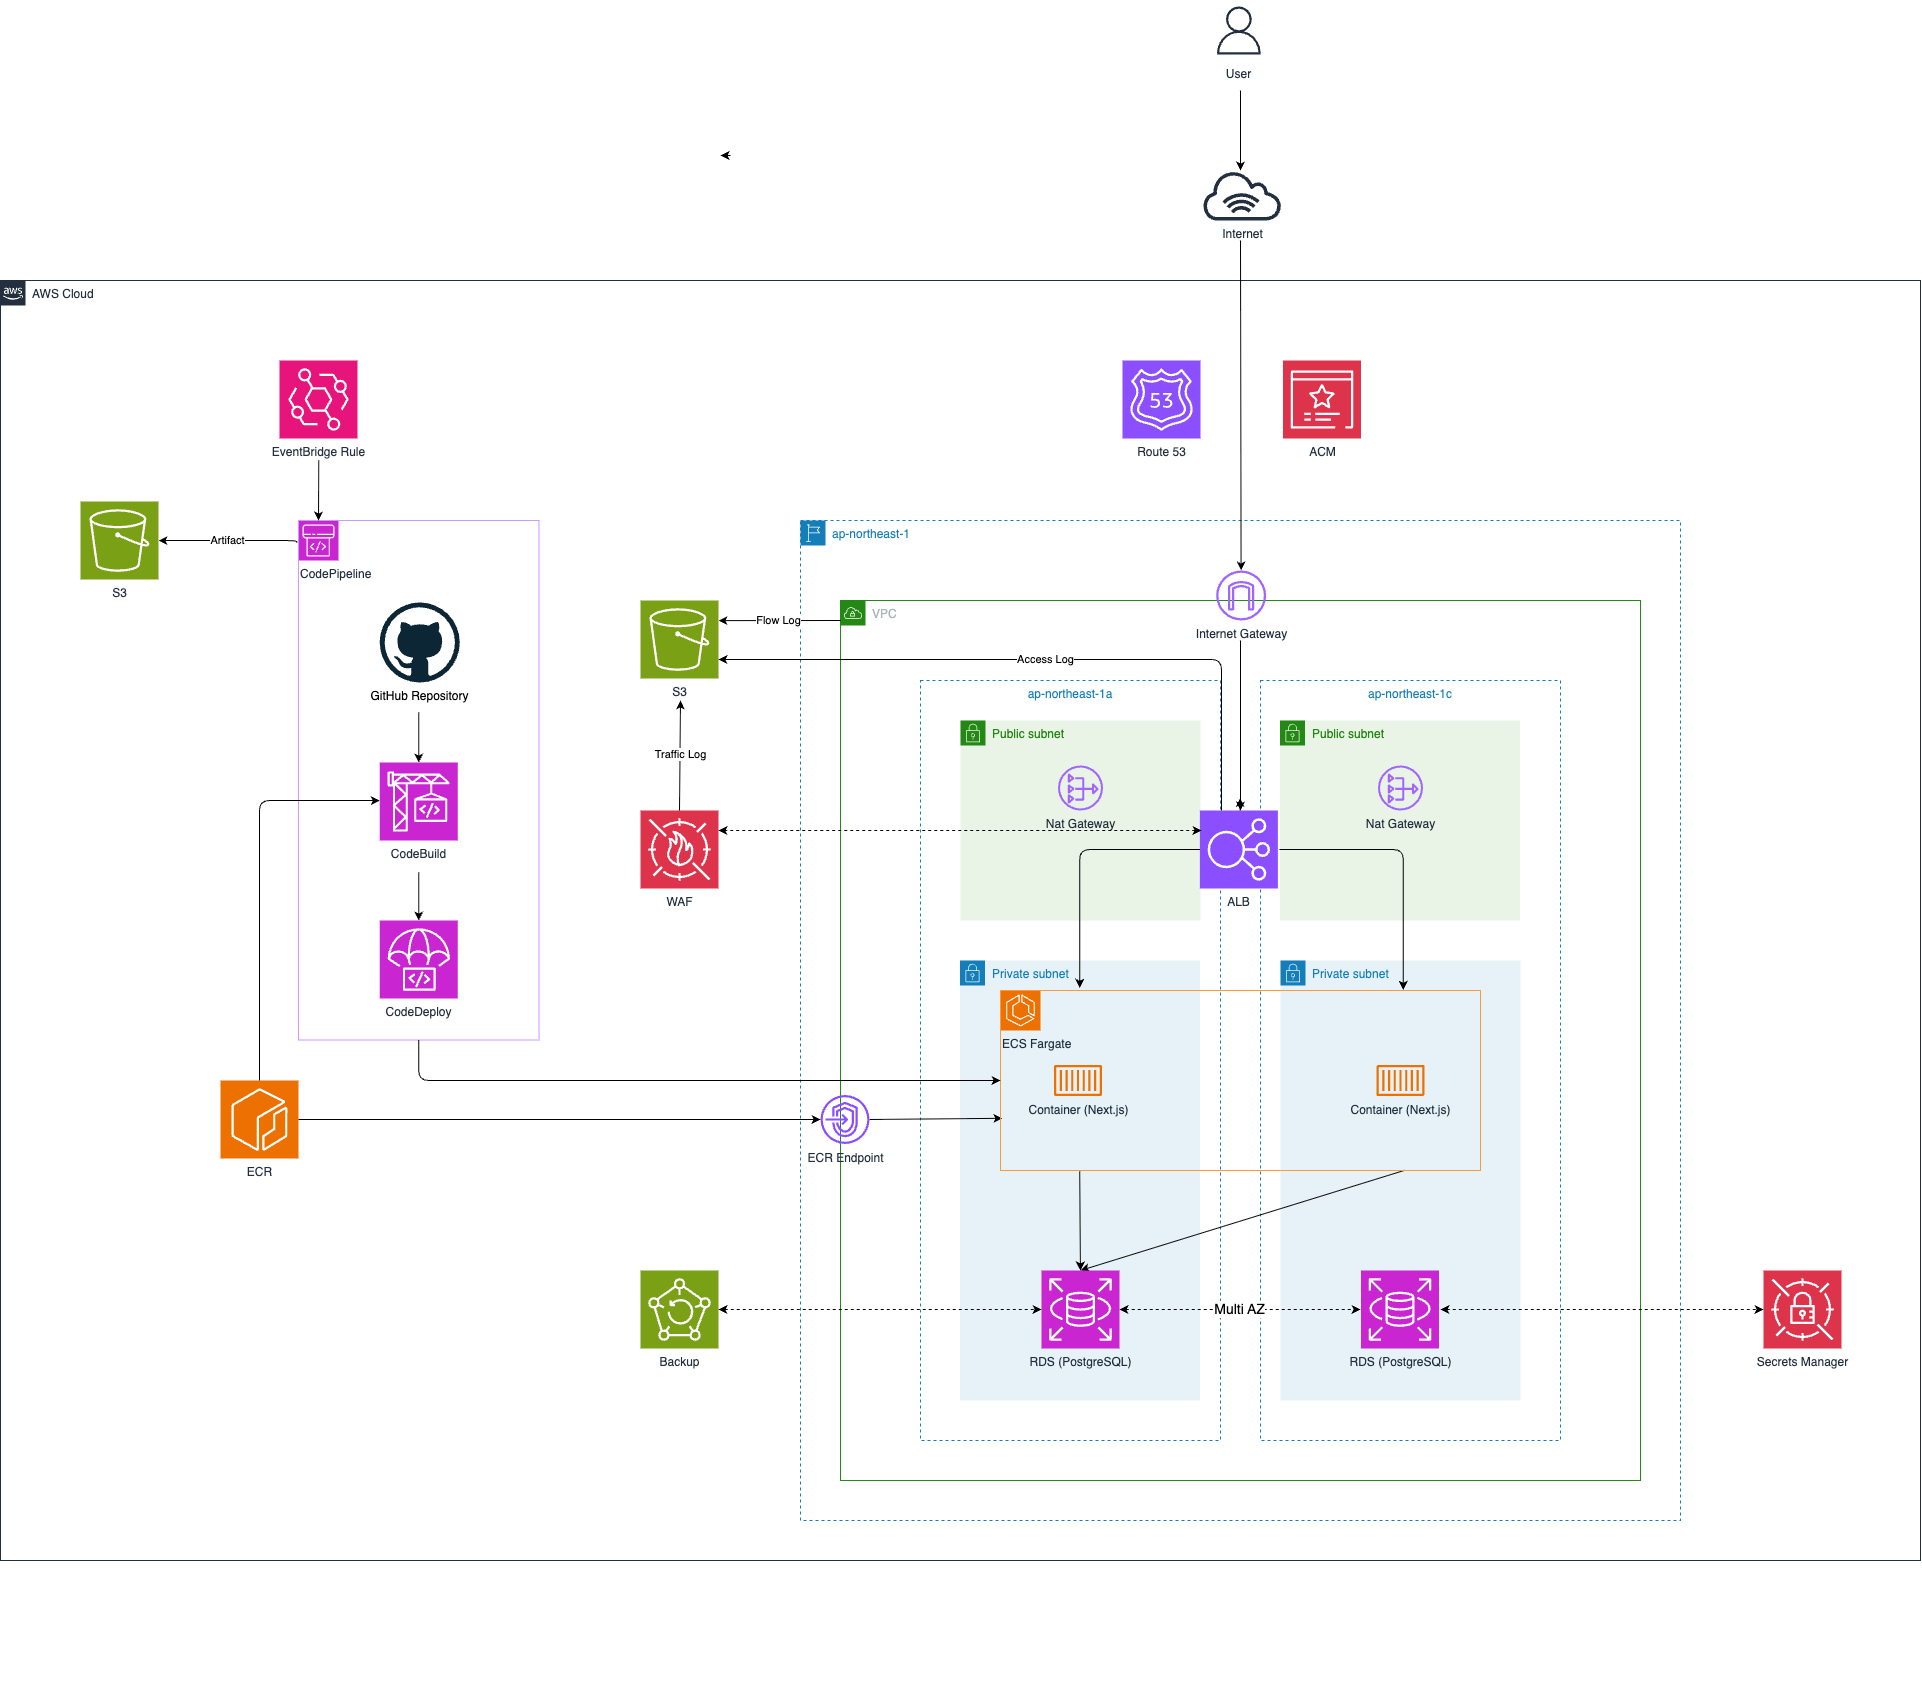 User
Internet
aws
AWS Cloud
EventBridge Rule
53
Route 53
ACM
Artifact
S3
CodePipeline
ap-northeast-1
VPC
Flow Log
Internet Gateway
Access Log
S3
GitHub Repository
ap-northeast-1a
ap-northeast-1c
Public subnet
Public subnet
Traffic Log
Nat Gateway
Nat Gateway
CodeBuild
WAF
ALB
Private subnet
Private subnet
CodeDeploy
ECS Fargate
Container (Next.js)
Container (Next.js)
ECR Endpoint
ECR
Multi AZ
Backup
RDS (PostgreSQL)
RDS (PostgreSQL)
Secrets Manager